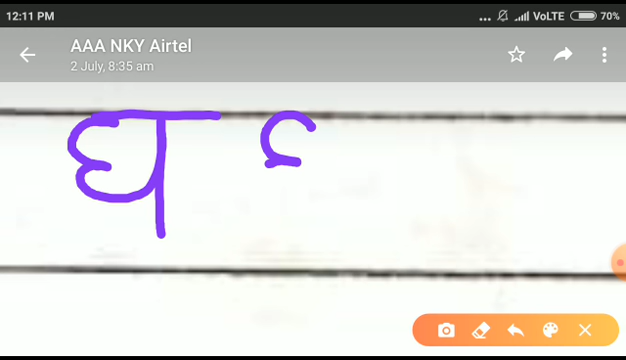 12:11 PM ... VoLTE 70%
AAA NKY Airtel
2 July, 8:35 am
घ